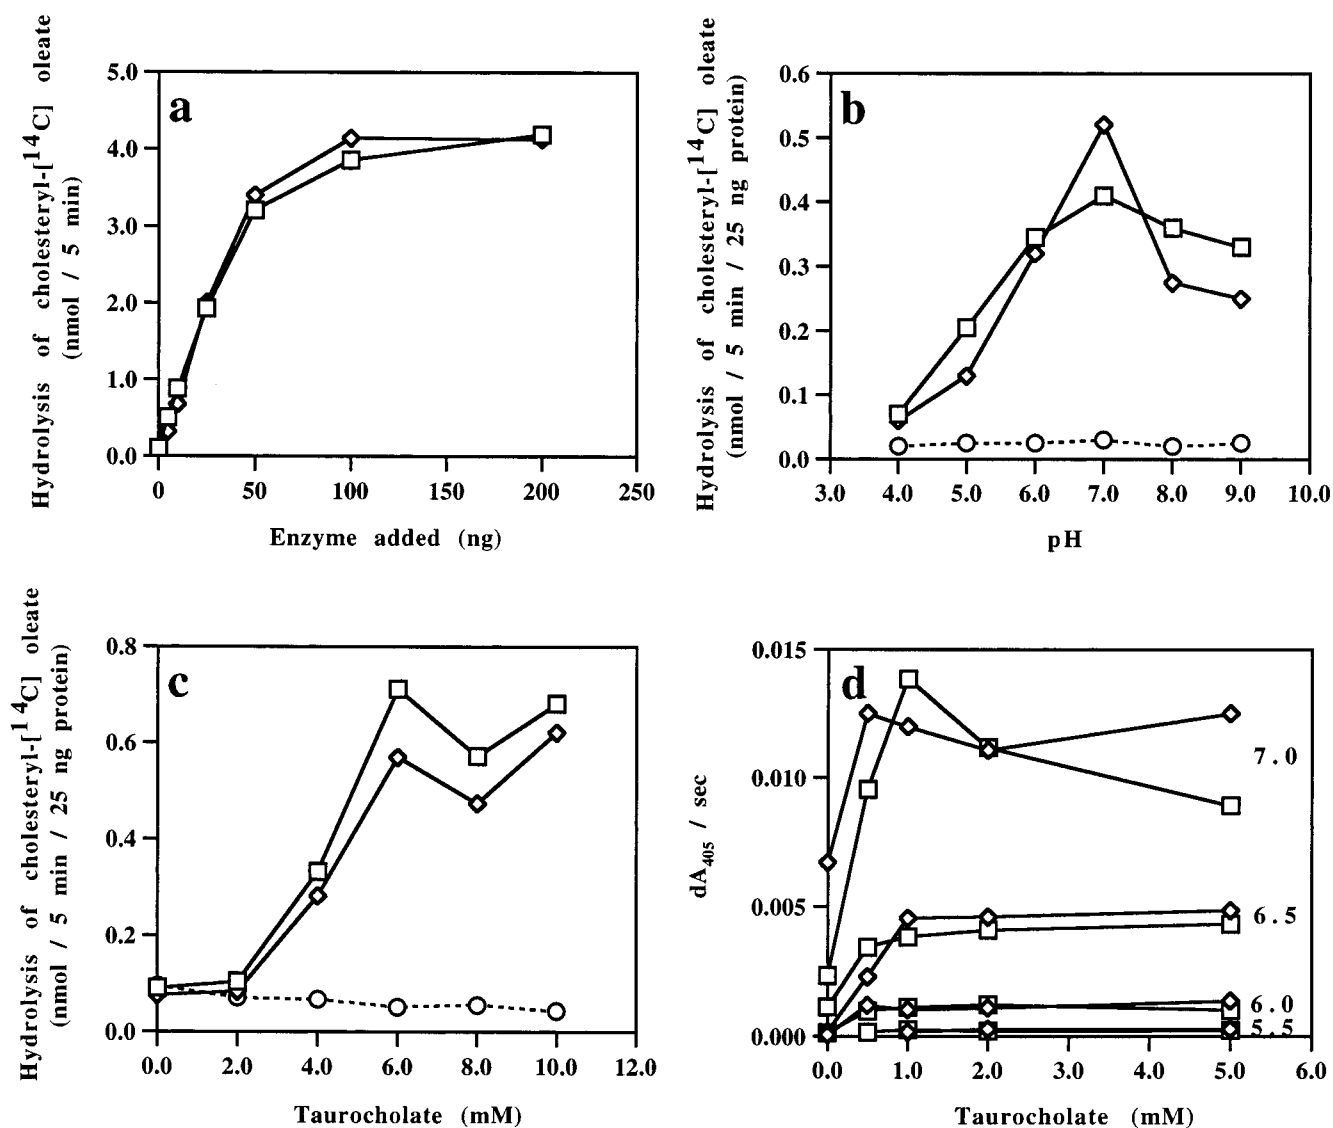 Hydrolysis of cholesteryl-[14C] oleate
(nmol / 5 min)
a
5.0
4.0
3.0
2.0
1.0
0.0
0 50 100 150 200 250
Enzyme added (ng)
Hydrolysis of cholesteryl-[14C] oleate
(nmol / 5 min / 25 ng protein)
b
0.6
0.5
0.4
0.3
0.2
0.1
0.0
3.0 4.0 5.0 6.0 7.0 8.0 9.0 10.0
pH
Hydrolysis of cholesteryl-[14C] oleate
(nmol / 5 min / 25 ng protein)
c
0.8
0.6
0.4
0.2
0.0
0.0 2.0 4.0 6.0 8.0 10.0 12.0
Taurocholate (mM)
dA405 / sec
d
0.015
0.010
0.005
0.000
7.0
6.5
6.0
5.5
0.0 1.0 2.0 3.0 4.0 5.0 6.0
Taurocholate (mM)